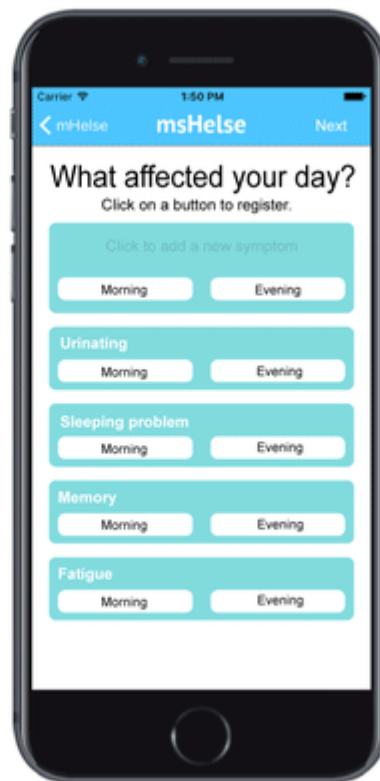 Carrier 1:50 PM
mHelse msHelse Next
What affected your day?
Click on a button to register.
Click to add a new symptom
Morning Evening
Urinating
Morning Evening
Sleeping problem
Morning Evening
Memory
Morning Evening
Fatigue
Morning Evening